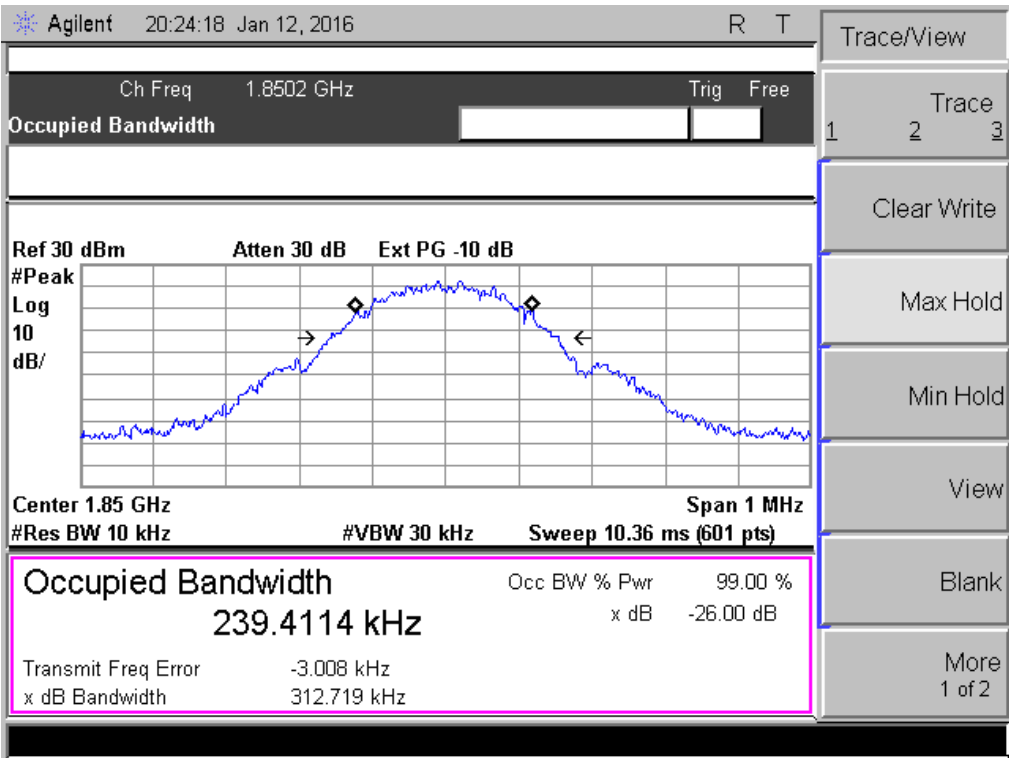 Agilent 20:24:18 Jan 12, 2016 R T
Trace/View
Ch Freq 1.8502 GHz Trig Free
Occupied Bandwidth
Trace
1 2 3
Clear Write
Ref 30 dBm Atten 30 dB Ext PG -10 dB
#Peak
Log
10
dB/
Max Hold
Min Hold
View
Center 1.85 GHz Span 1 MHz
#Res BW 10 kHz #VBW 30 kHz Sweep 10.36 ms (601 pts)
Occupied Bandwidth Occ BW % Pwr 99.00 %
239.4114 kHz x dB -26.00 dB
Transmit Freq Error -3.008 kHz
x dB Bandwidth 312.719 kHz
Blank
More
1 of 2